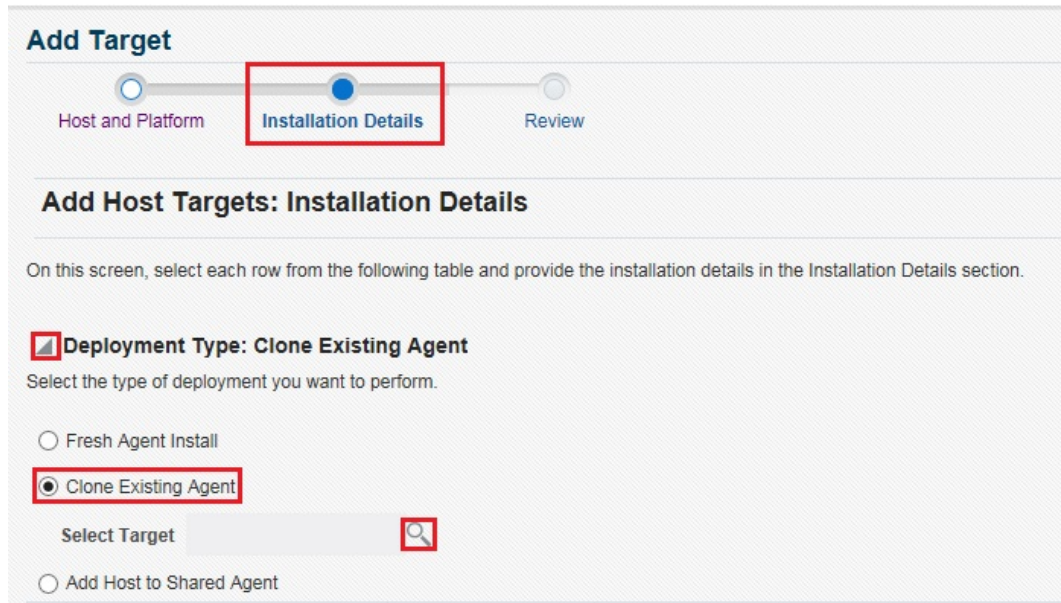 Add Target
Host and Platform
Installation Details
Review
Add Host Targets: Installation Details
On this screen, select each row from the following table and provide the installation details in the Installation Details section.
Deployment Type: Clone Existing Agent
Select the type of deployment you want to perform.
Fresh Agent Install
Clone Existing Agent
Select Target
Add Host to Shared Agent